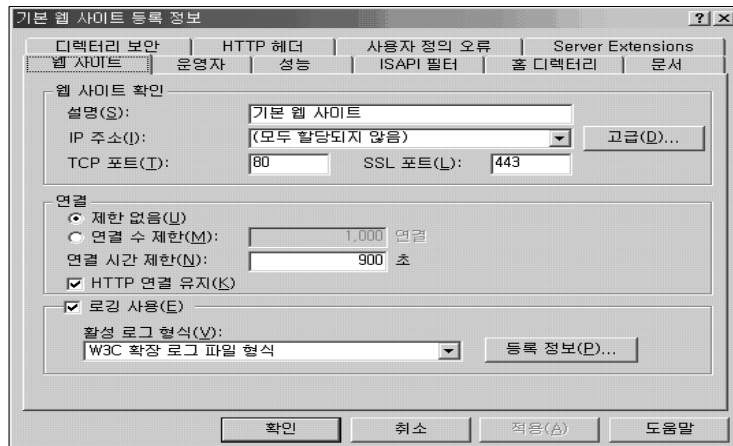 기본 웹 사이트 등록 정보
디렉터리 보안 HTTP 헤더 사용자 정의 오류 Server Extensions
웹 사이트 운영자 성능 ISAPI 필터 홈 디렉터리 문서
웹 사이트 확인
설명(S): 기본 웹 사이트
IP 주소(I): (모두 할당되지 않음) 고급(D)...
TCP 포트(T): 80 SSL 포트(L): 443
연결
제한 없음(U)
연결 수 제한(M): 1,000 연결
연결 시간 제한(N): 900 초
HTTP 연결 유지(K)
로깅 사용(E)
활성 로그 형식(V):
W3C 확장 로그 파일 형식 등록 정보(P)...
확인 취소 적용(A) 도움말